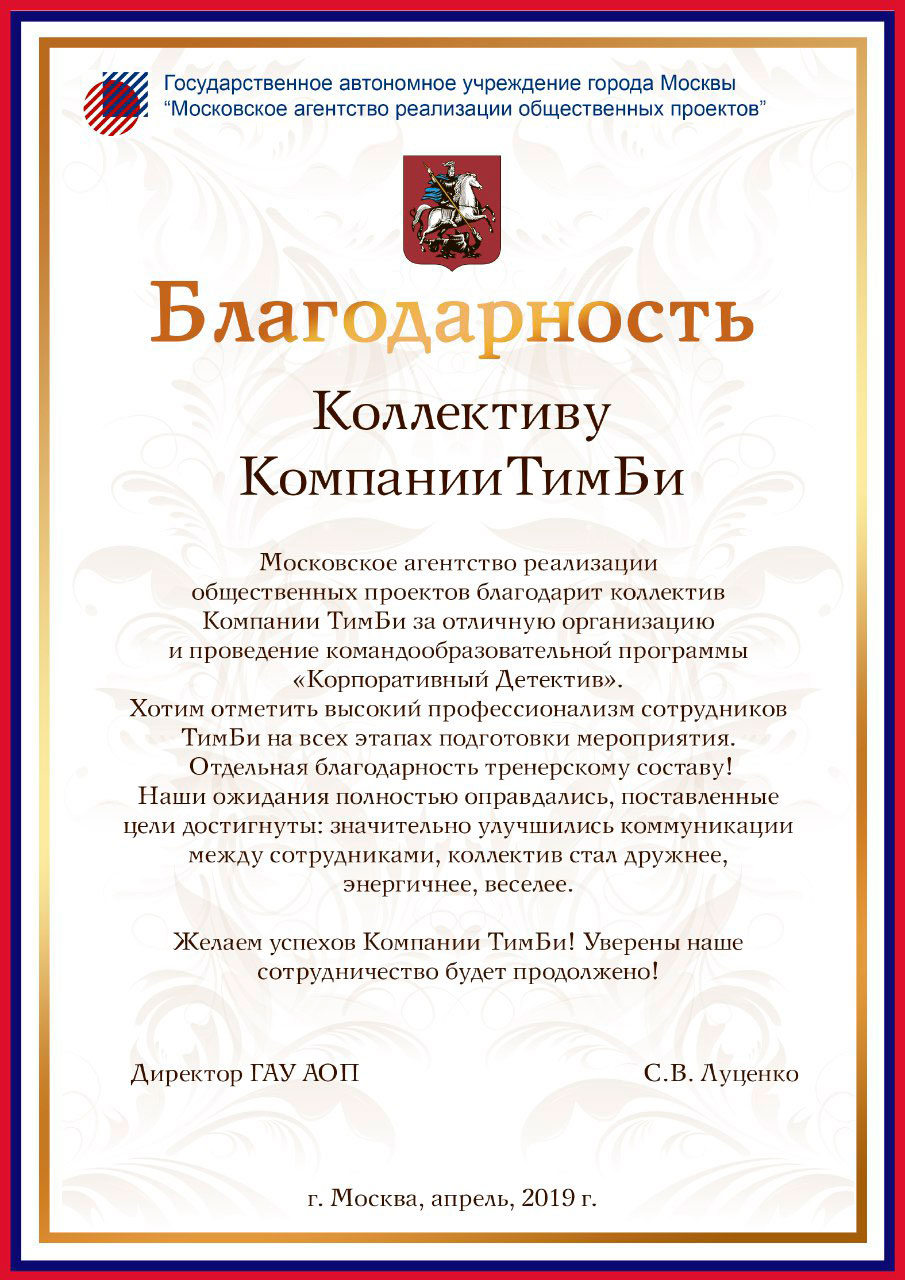 Государственное автономное учреждение города Москвы
“Московское агентство реализации общественных проектов”
Благодарность
Коллективу
Компании ТимБи
Московское агентство реализации
общественных проектов благодарит коллектив
Компании ТимБи за отличную организацию
и проведение командообразовательной программы
«Корпоративный Детектив».
Хотим отметить высокий профессионализм сотрудников
ТимБи на всех этапах подготовки мероприятия.
Отдельная благодарность тренерскому составу!
Наши ожидания полностью оправдались, поставленные
цели достигнуты: значительно улучшились коммуникации
между сотрудниками, коллектив стал дружнее,
энергичнее, веселее.
Желаем успехов Компании ТимБи! Уверены наше
сотрудничество будет продолжено!
Директор ГАУ АОП С.В. Луценко
г. Москва, апрель, 2019 г.